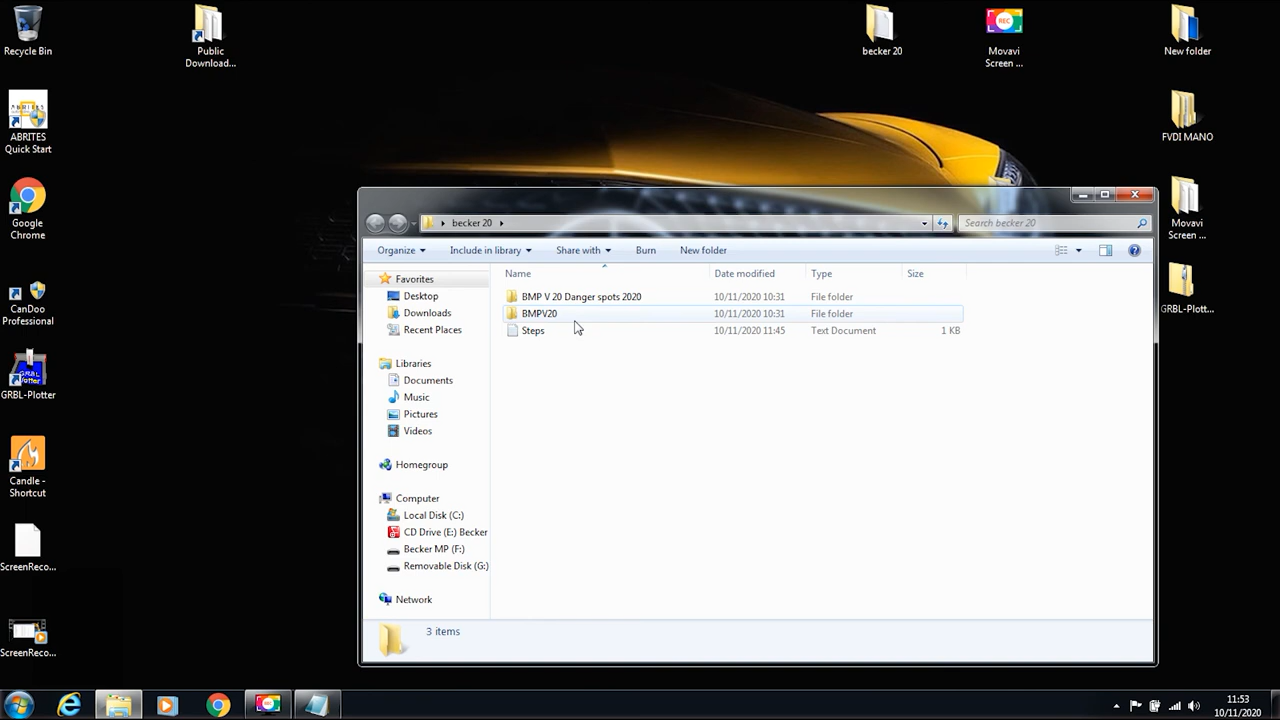 Recycle Bin
Public
Download...
becker 20
REC
Movavi
Screen ...
New folder
ABRITES
Quick Start
FVDI MANO
Google
Chrome
Movavi
Screen ...
CanDoo
Professional
GRBL-Plott...
GRBL
Plotter
GRBL-Plotter
Candle -
Shortcut
ScreenReco...
ScreenReco...
becker 20
Search becker 20
Organize
Include in library
Share with
Burn
New folder
Name
Date modified
Type
Size
Favorites
Desktop
Downloads
Recent Places
Libraries
Documents
Music
Pictures
Videos
Homegroup
Computer
Local Disk (C:)
CD Drive (E:) Becker
Becker MP (F:)
Removable Disk (G:)
Network
BMP V 20 Danger spots 2020 10/11/2020 10:31 File folder
BMPV20 10/11/2020 10:31 File folder
Steps 10/11/2020 11:45 Text Document 1 KB
3 items
11:53
10/11/2020